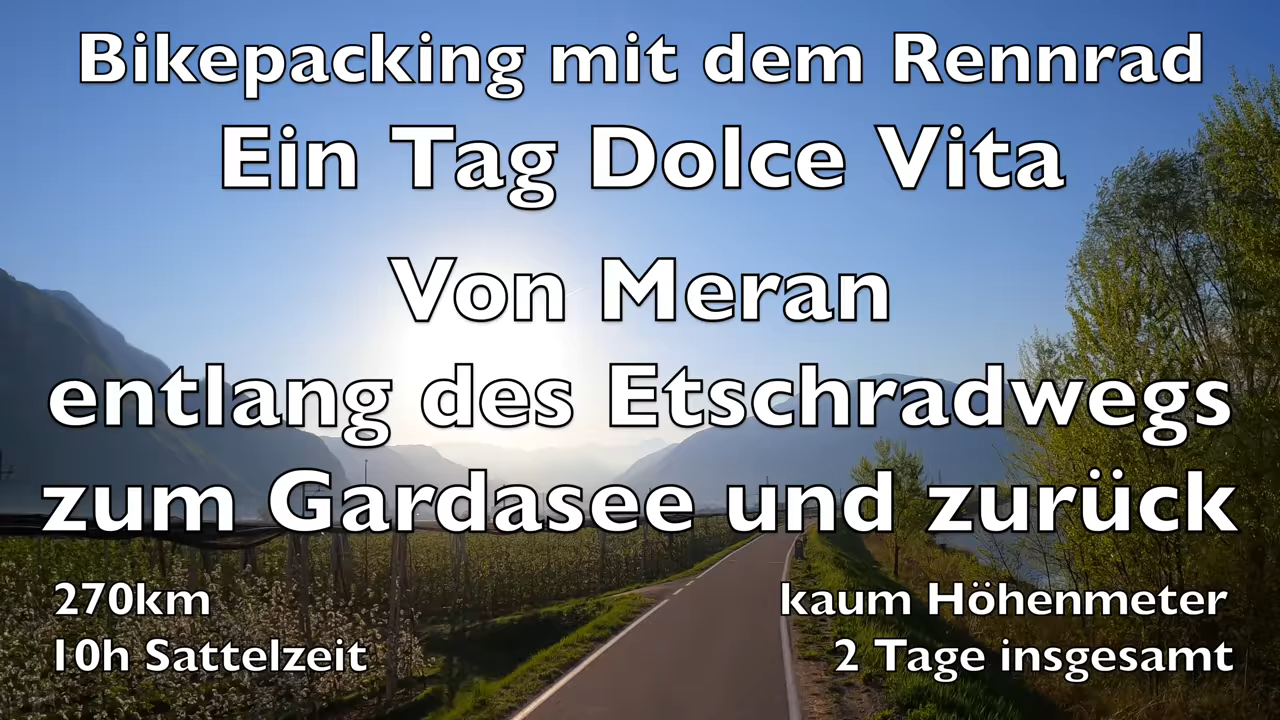 Bikepacking mit dem Rennrad
Ein Tag Dolce Vita
Von Meran
entlang des Etschradwegs
zum Gardasee und zurück
270km
10h Sattelzeit
kaum Höhenmeter
2 Tage insgesamt